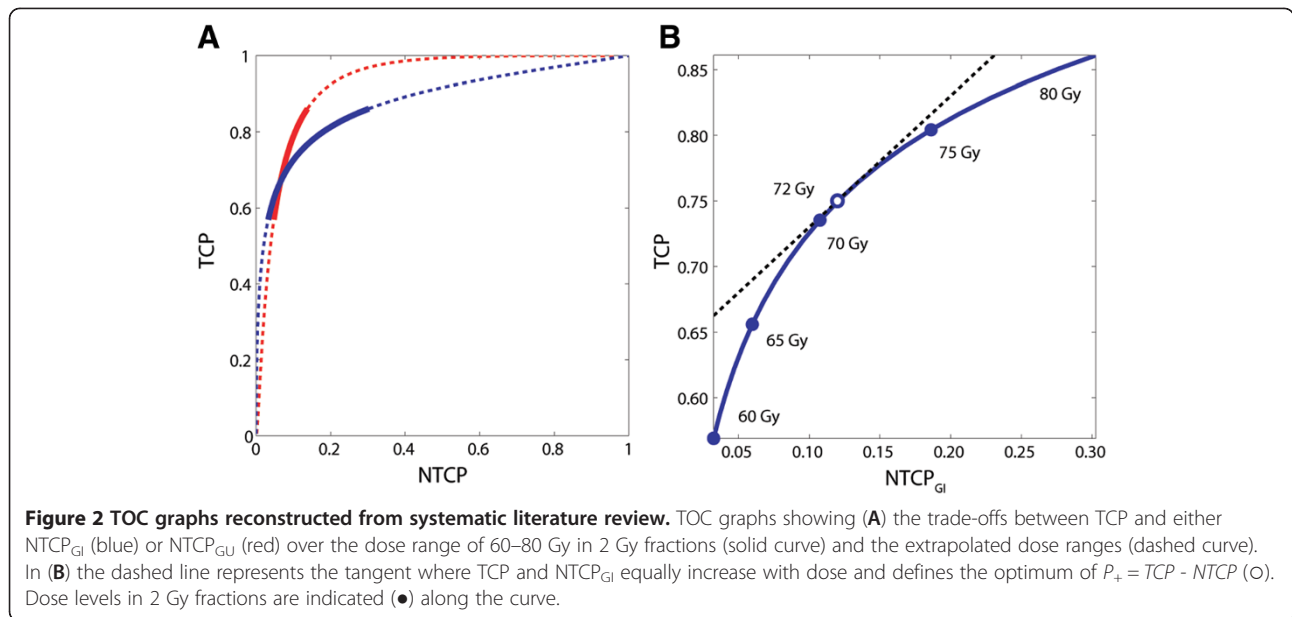 A
B
1
0.8
0.6
0.4
0.2
0
TCP
0
0.2
0.4
0.6
0.8
1
NTCP
0.85
0.80
0.75
0.70
0.65
0.60
TCP
80 Gy
75 Gy
72 Gy
70 Gy
65 Gy
60 Gy
0.05
0.10
0.15
0.20
0.25
0.30
NTCP_GI
Figure 2 TOC graphs reconstructed from systematic literature review. TOC graphs showing (A) the trade-offs between TCP and either
NTCP_GI (blue) or NTCP_GU (red) over the dose range of 60–80 Gy in 2 Gy fractions (solid curve) and the extrapolated dose ranges (dashed curve).
In (B) the dashed line represents the tangent where TCP and NTCP_GI equally increase with dose and defines the optimum of P_+ = TCP - NTCP (○).
Dose levels in 2 Gy fractions are indicated (●) along the curve.